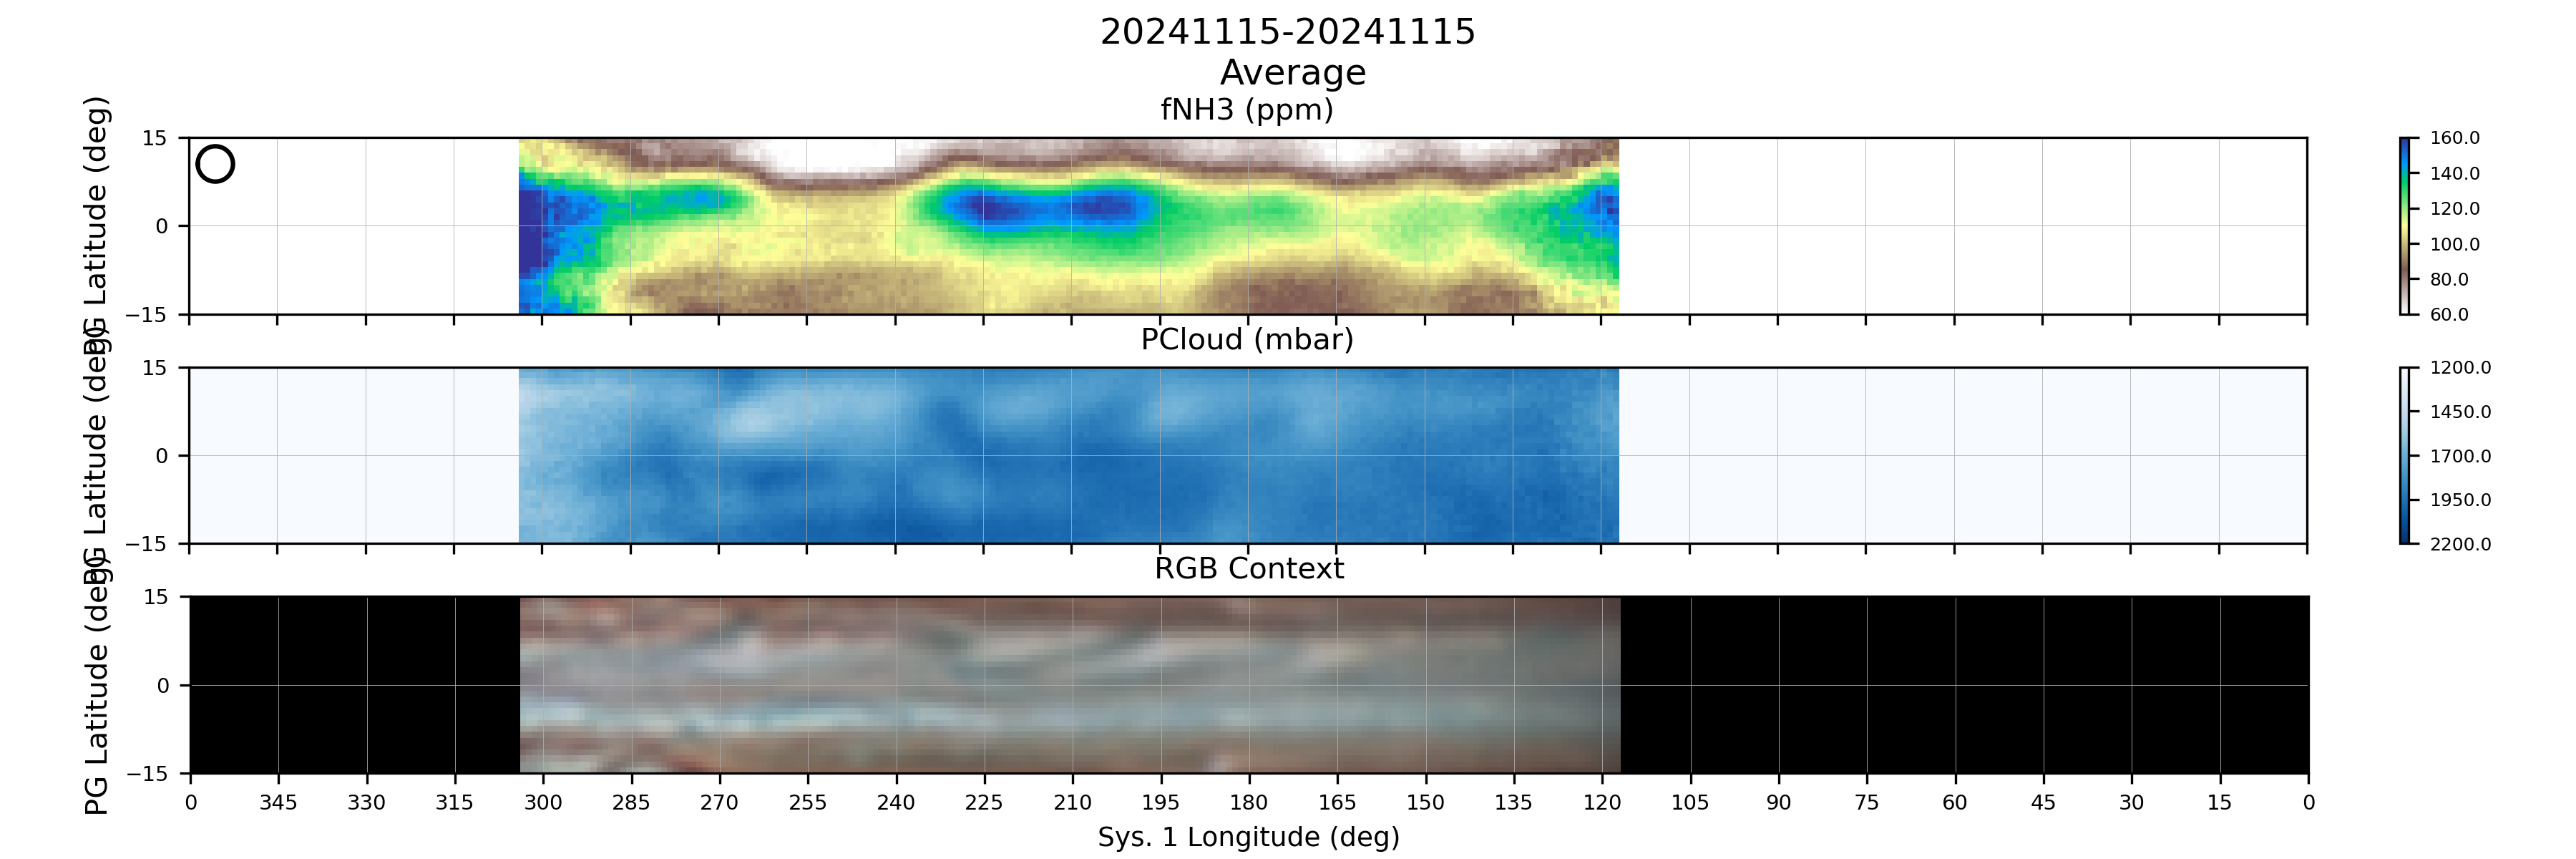 20241115-20241115
Average
fNH3 (ppm)
PG Latitude (deg)
15
0
−15
160.0
140.0
120.0
100.0
80.0
60.0
PCloud (mbar)
PG Latitude (deg)
15
0
−15
1200.0
1450.0
1700.0
1950.0
2200.0
RGB Context
PG Latitude (deg)
15
0
−15
0 345 330 315 300 285 270 255 240 225 210 195 180 165 150 135 120 105 90 75 60 45 30 15 0
Sys. 1 Longitude (deg)